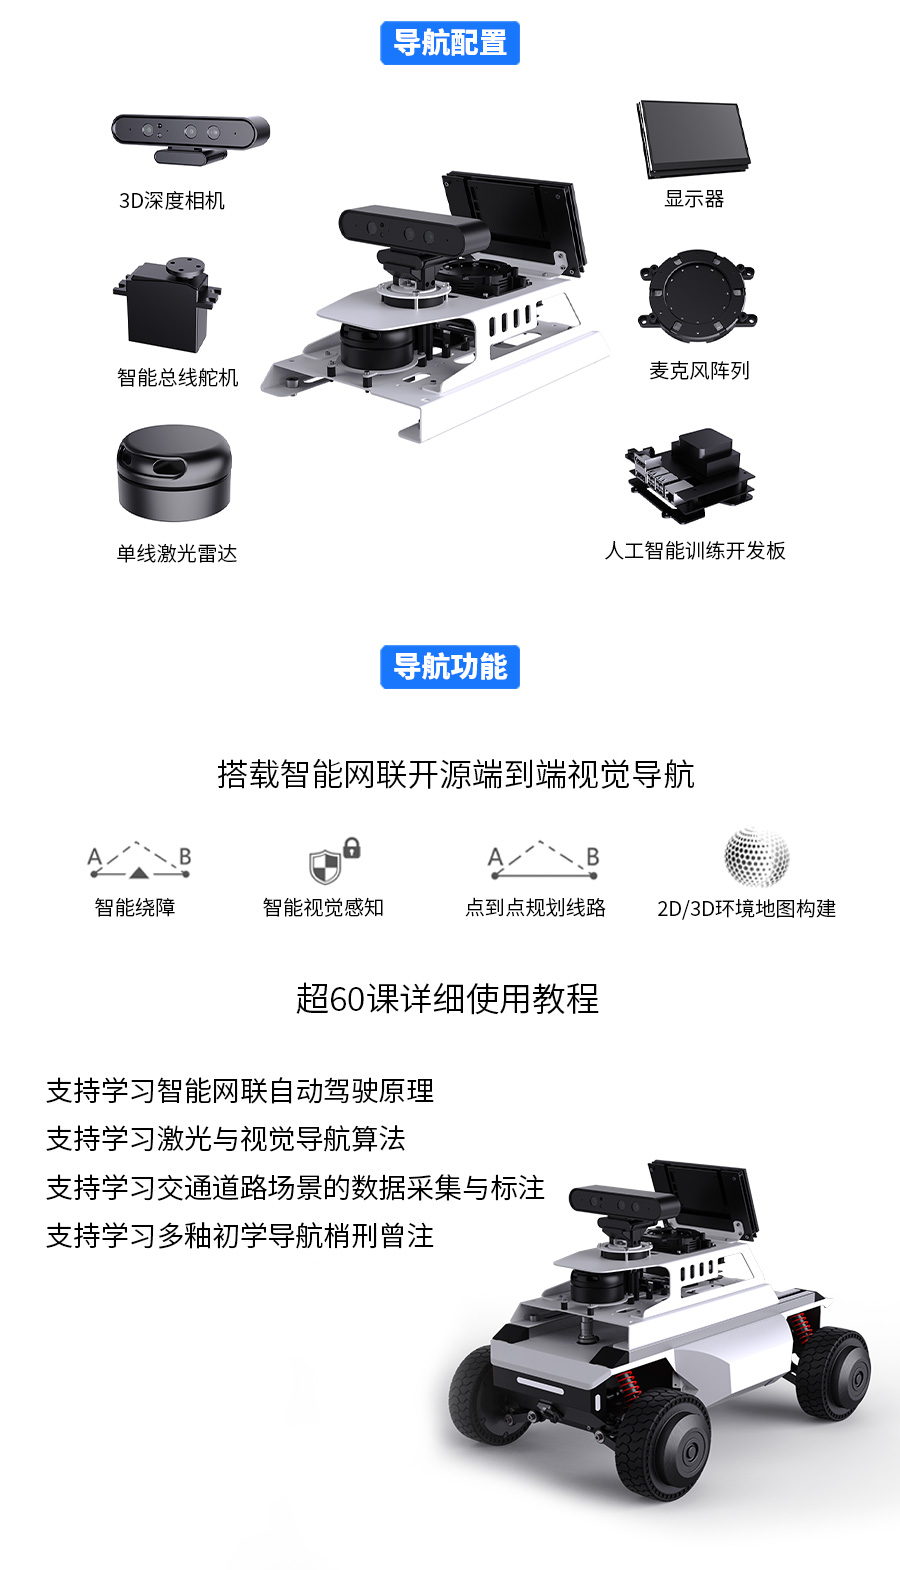 导航配置
3D深度相机
显示器
智能总线舵机
麦克风阵列
单线激光雷达
人工智能训练开发板
导航功能
搭载智能网联开源端到端视觉导航
A B
A B
智能绕障
智能视觉感知
点到点规划线路
2D/3D环境地图构建
超60课详细使用教程
支持学习智能网联自动驾驶原理
支持学习激光与视觉导航算法
支持学习交通道路场景的数据采集与标注
支持学习多釉初学导航梢刑曾注